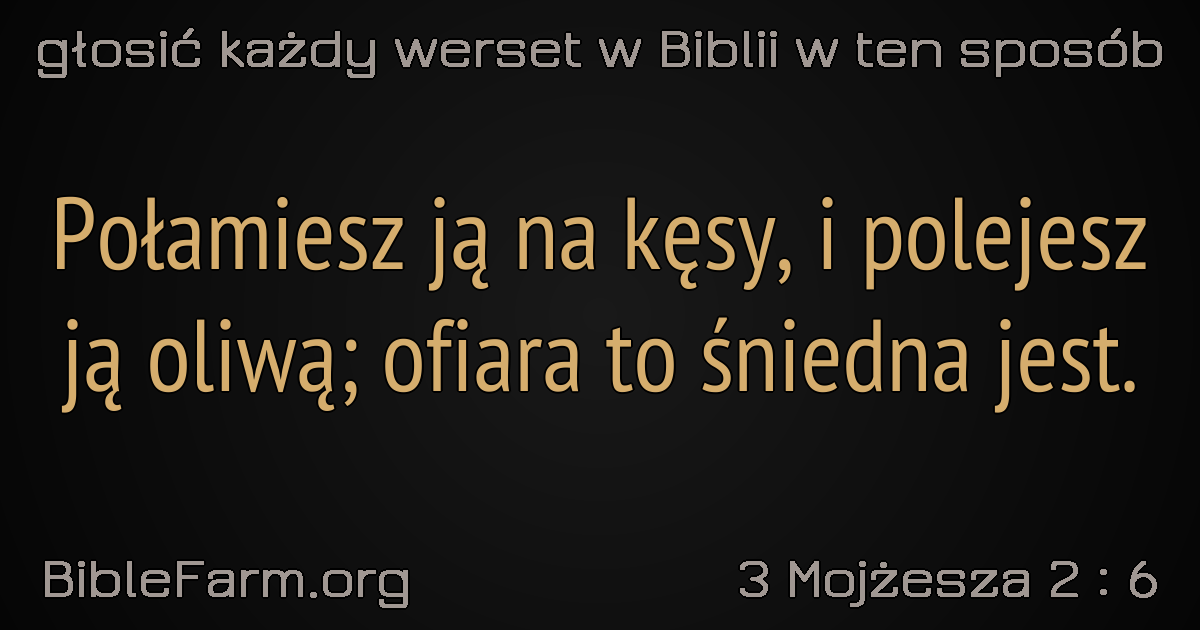 głosić każdy werset w Biblii w ten sposób
Połamiesz ją na kęsy, i polejesz
ją oliwą; ofiara to śniedna jest.
BibleFarm.org
3 Mojżesza 2 : 6